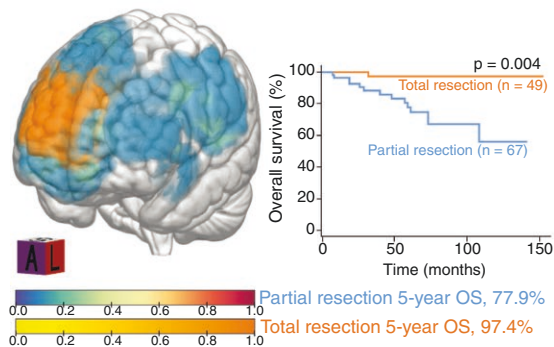 p = 0.004
100
Total resection (n = 49)
80
60
Partial resection (n = 67)
40
20
0
0 50 100 150
Overall survival (%)
Time (months)
A L
0.0 0.2 0.4 0.6 0.8 1.0
Partial resection 5-year OS, 77.9%
0.0 0.2 0.4 0.6 0.8 1.0
Total resection 5-year OS, 97.4%